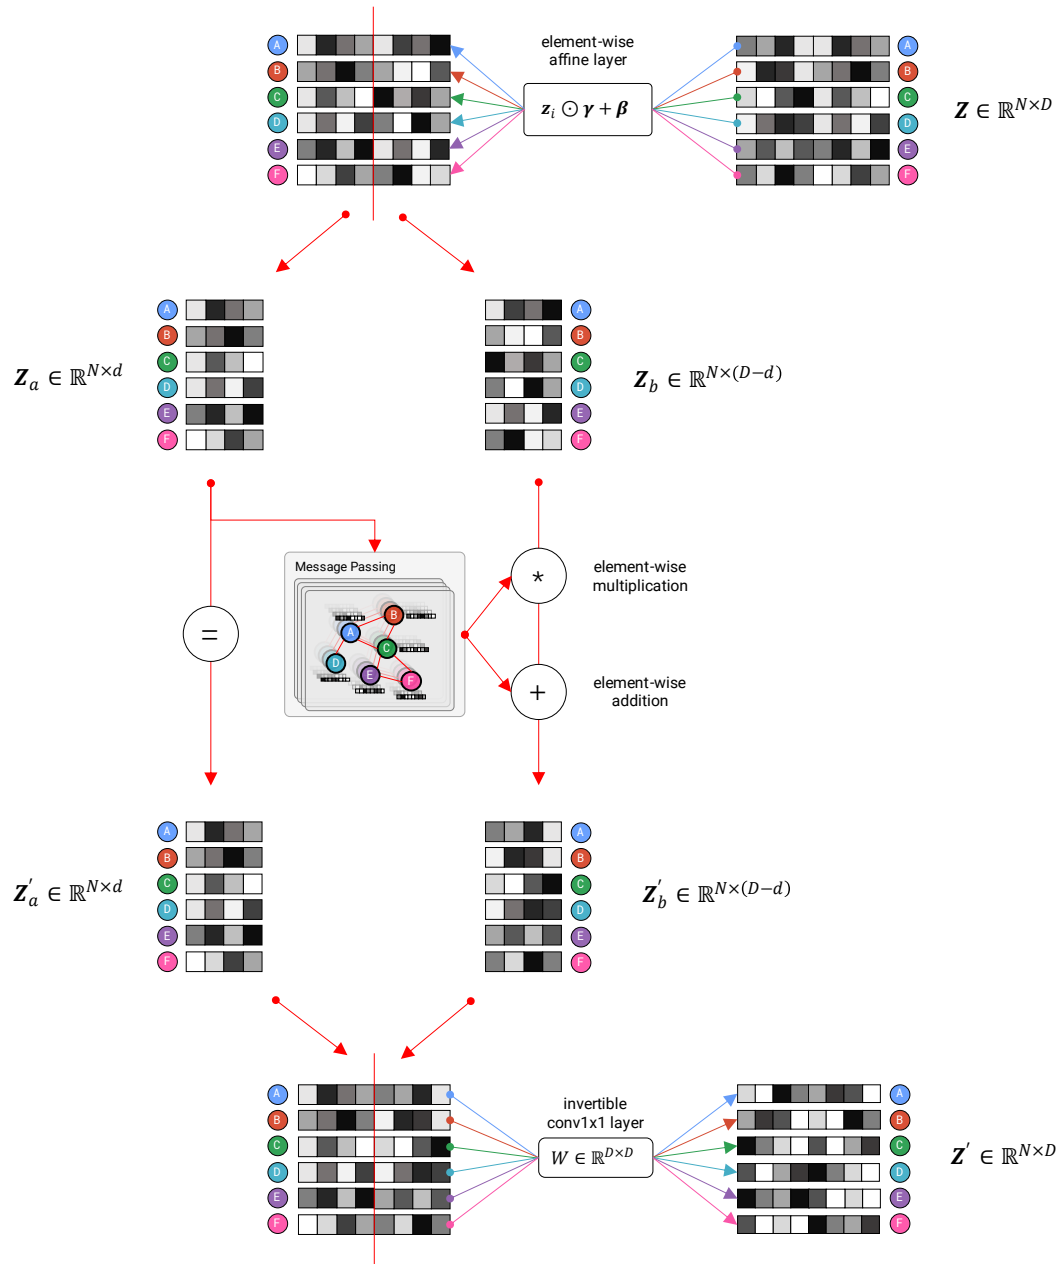 element-wise
affine layer
A
B
C
D
E
F
𝒛ᵢ ⊙ 𝜸 + 𝜷
A
B
C
D
E
F
𝒁 ∈ ℝ^{N×D}
A
B
C
D
E
F
𝒁_a ∈ ℝ^{N×d}
A
B
C
D
E
F
𝒁_b ∈ ℝ^{N×(D−d)}
Message Passing
A
B
C
D
E
F
=
*
element-wise
multiplication
+
element-wise
addition
A
B
C
D
E
F
𝒁′_a ∈ ℝ^{N×d}
A
B
C
D
E
F
𝒁′_b ∈ ℝ^{N×(D−d)}
A
B
C
D
E
F
invertible
conv1x1 layer
W ∈ ℝ^{D×D}
A
B
C
D
E
F
𝒁′ ∈ ℝ^{N×D}